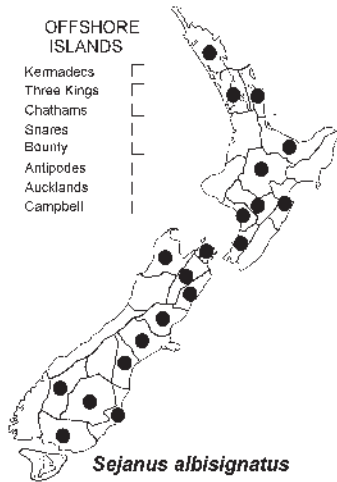 OFFSHORE
ISLANDS
Kermadecs
Three Kings
Chathams
Snares
Bounty
Antipodes
Aucklands
Campbell
Sejanus albisignatus